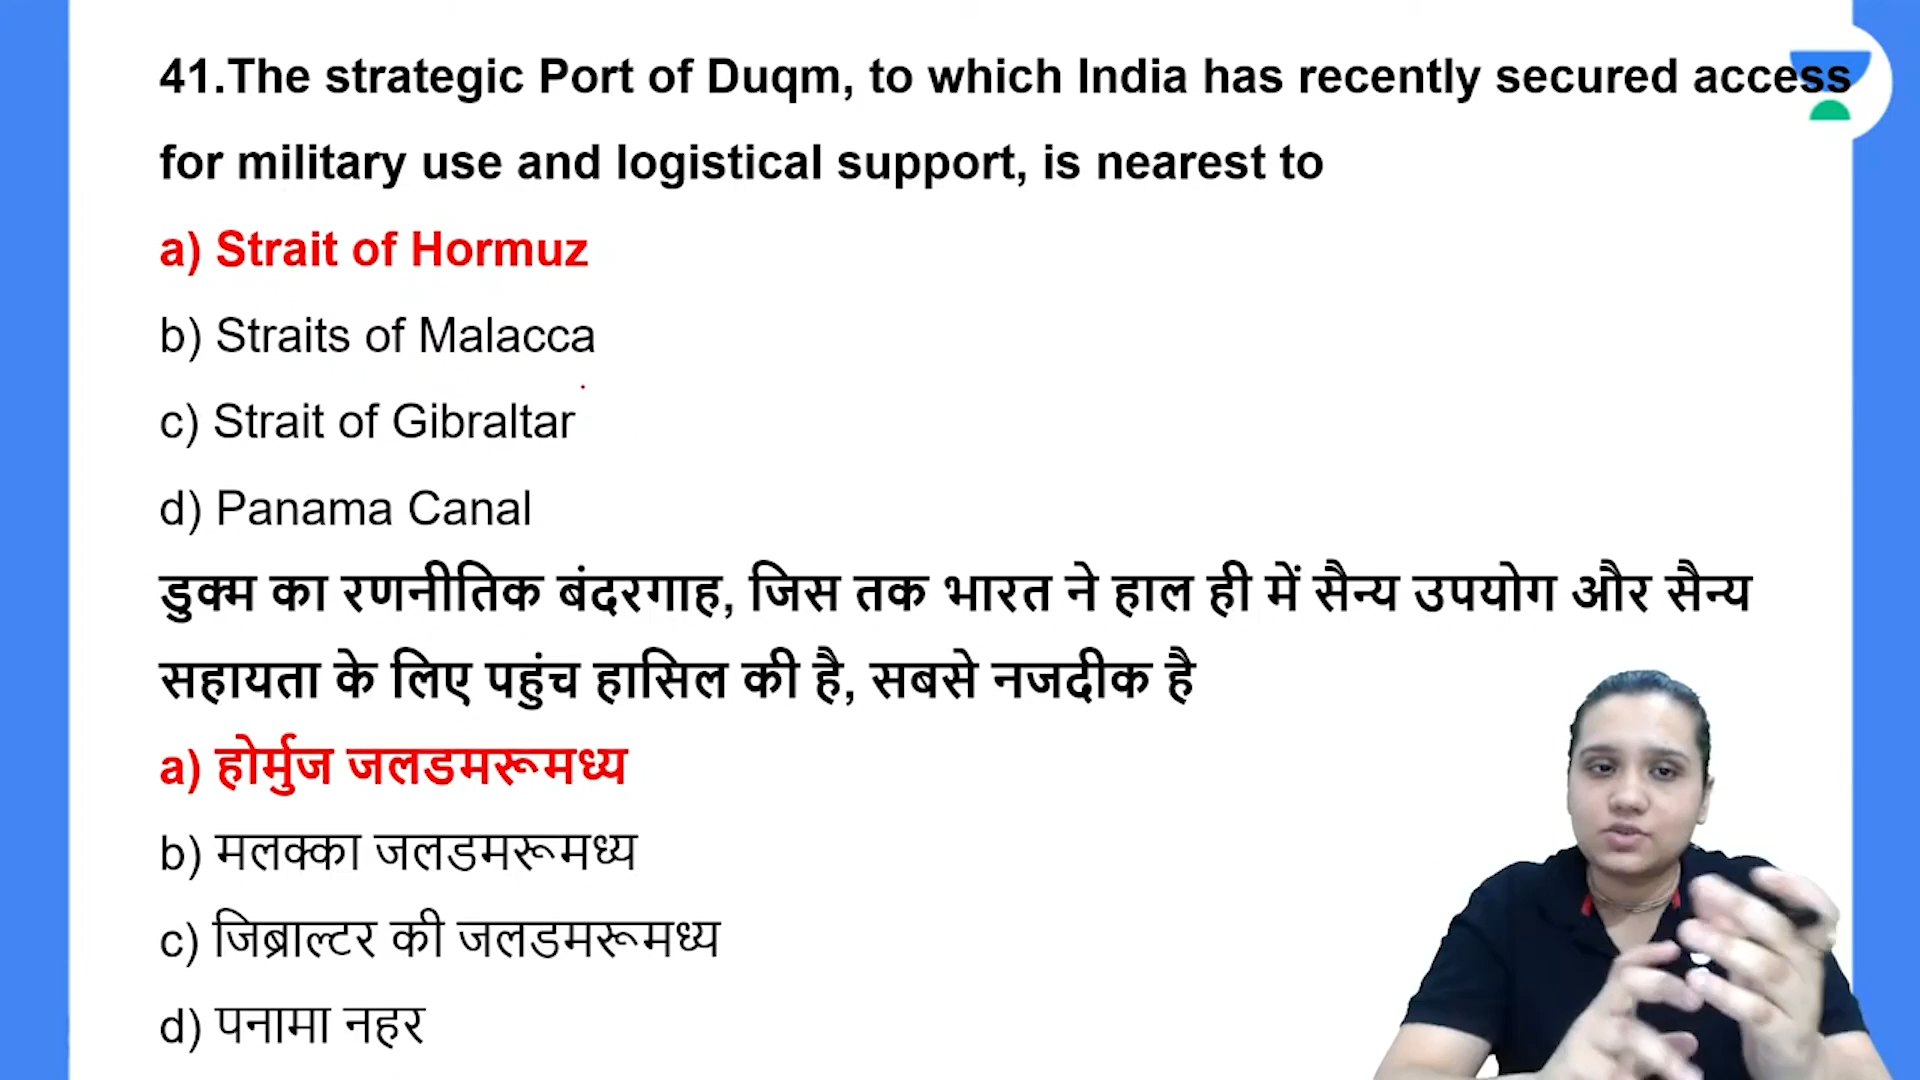 41.The strategic Port of Duqm, to which India has recently secured access
for military use and logistical support, is nearest to
a) Strait of Hormuz
b) Straits of Malacca
c) Strait of Gibraltar
d) Panama Canal
डुक्म का रणनीतिक बंदरगाह, जिस तक भारत ने हाल ही में सैन्य उपयोग और सैन्य
सहायता के लिए पहुंच हासिल की है, सबसे नजदीक है
a) होर्मुज जलडमरूमध्य
b) मलक्का जलडमरूमध्य
c) जिब्राल्टर की जलडमरूमध्य
d) पनामा नहर